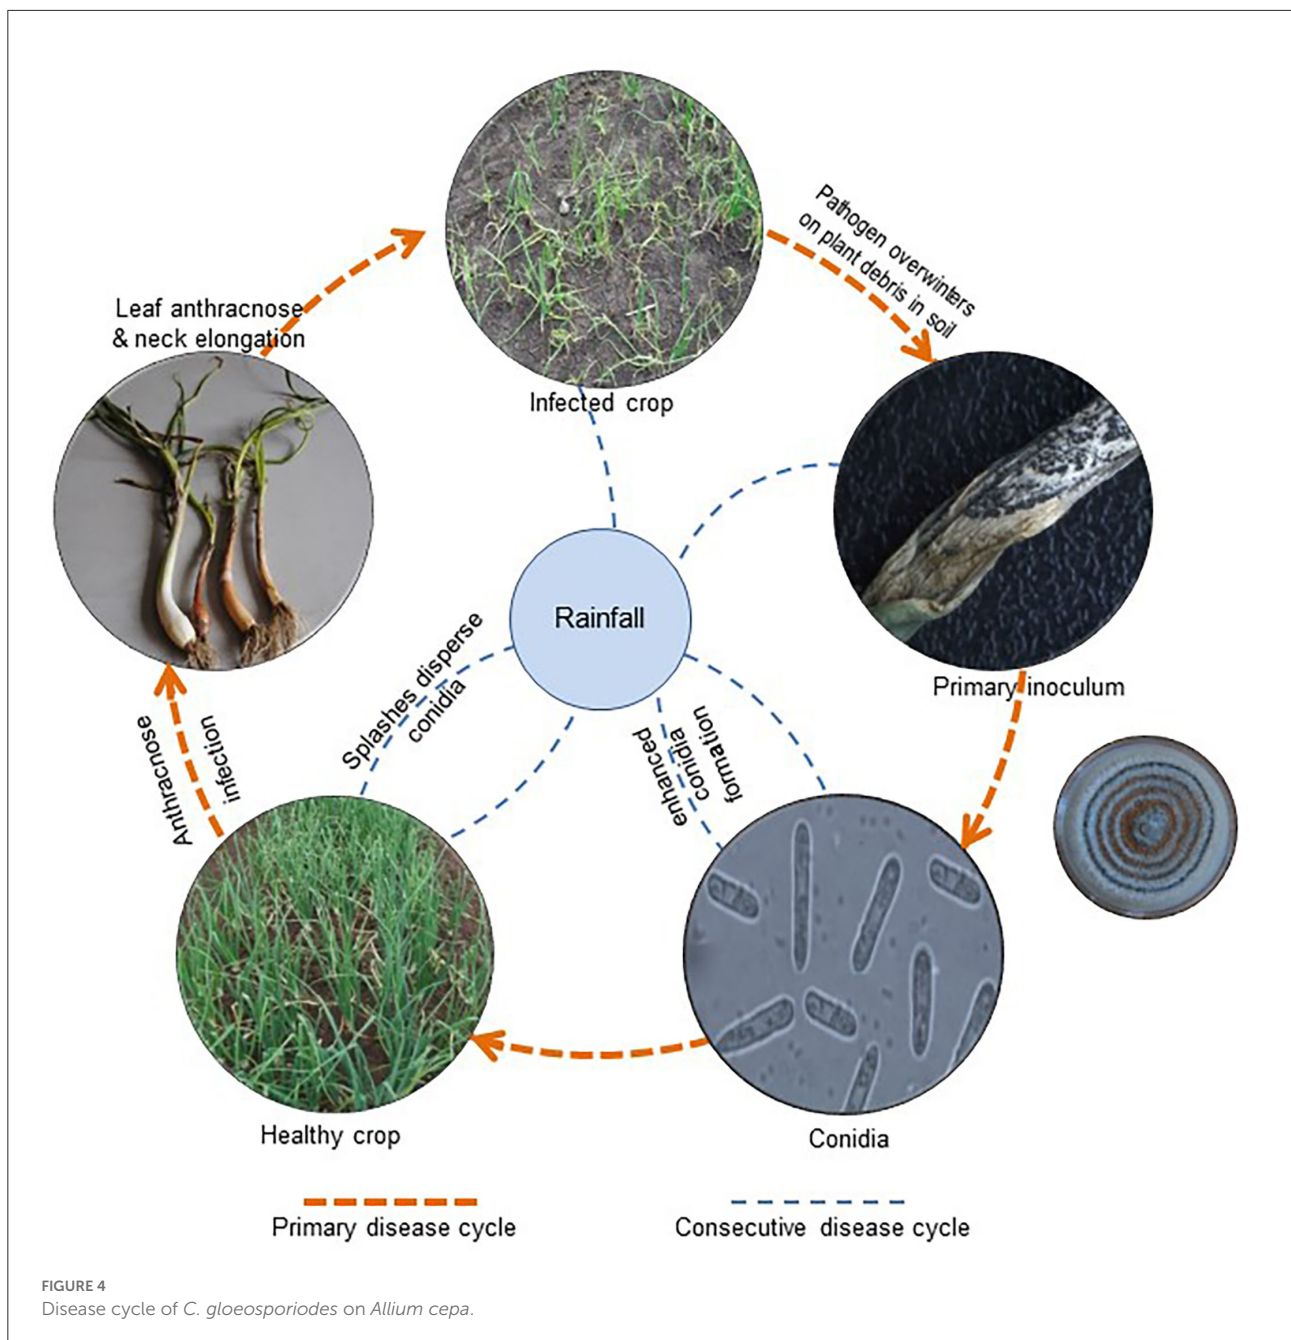 Pathogen overwinters
on plant debris in soil
Leaf anthracnose
& neck elongation
Infected crop
Rainfall
Primary inoculum
Splashes disperse
conidia
enhanced
conidia
formation
Anthracnose
infection
Healthy crop
Conidia
Primary disease cycle
Consecutive disease cycle
FIGURE 4
Disease cycle of C. gloeosporiodes on Allium cepa.